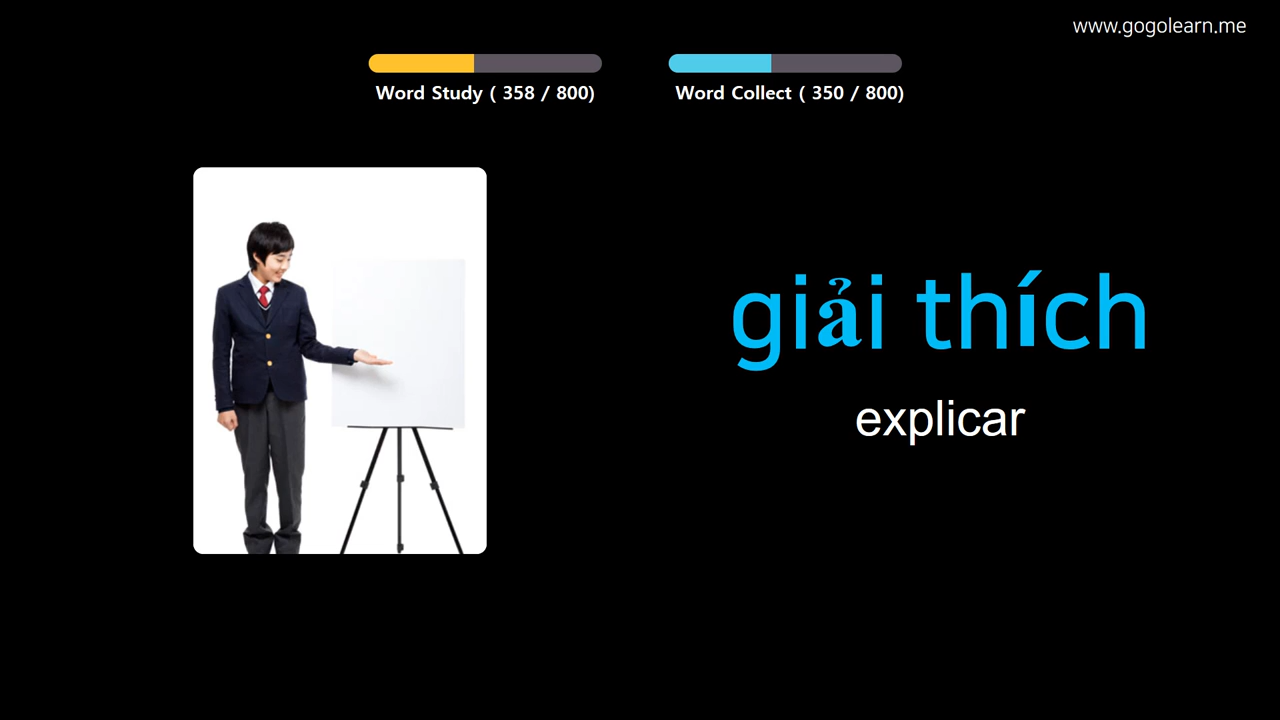 www.gogolearn.me
Word Study ( 358 / 800)
Word Collect ( 350 / 800)
giải thích
explicar